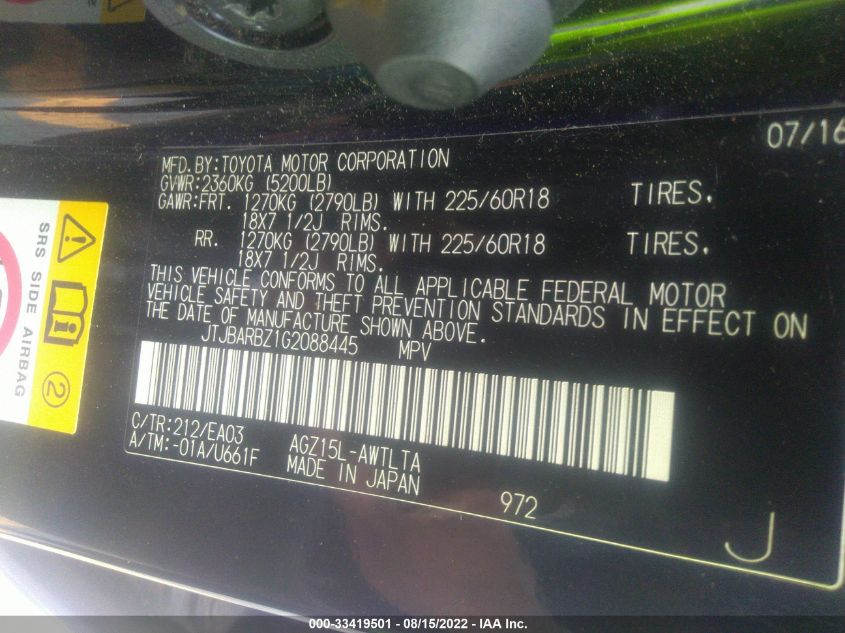 07/16
MFD.BY:TOYOTA MOTOR CORPORATION
GVWR:2360KG (5200LB)
GAWR:FRT. 1270KG (2790LB) WITH 225/60R18 TIRES.
18X7 1/2J RIMS.
RR. 1270KG (2790LB) WITH 225/60R18 TIRES.
18X7 1/2J RIMS.
THIS VEHICLE CONFORMS TO ALL APPLICABLE FEDERAL MOTOR
VEHICLE SAFETY AND THEFT PREVENTION STANDARDS IN EFFECT ON
THE DATE OF MANUFACTURE SHOWN ABOVE.
JTJBARBZ1G2088445 MPV
C/TR:212/EA03 AGZ15L-AWTLTA
A/TM:-01A/U661F MADE IN JAPAN
972
J
SRS SIDE AIRBAG
2
000-33419501 - 08/15/2022 - IAA Inc.